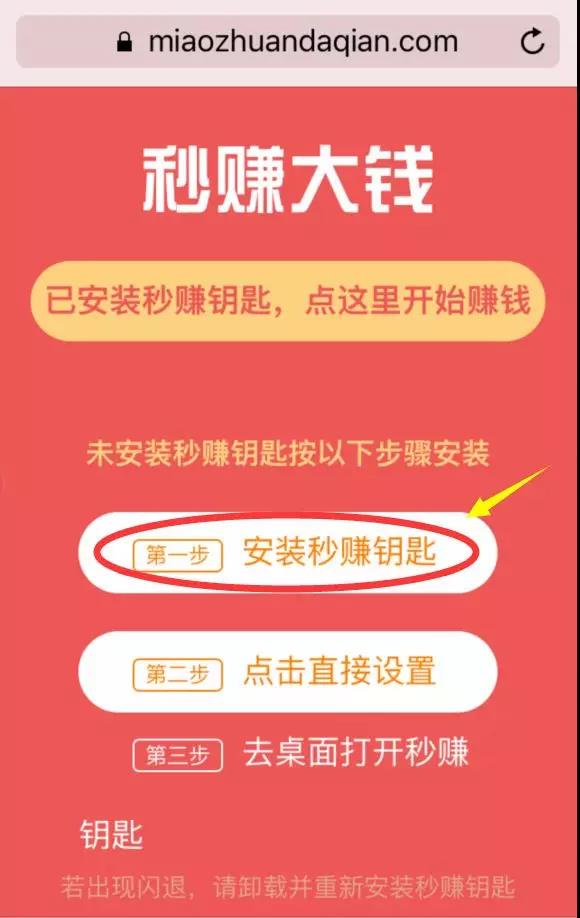 miaozhuandaqian.com
秒赚大钱
已安装秒赚钥匙，点这里开始赚钱
未安装秒赚钥匙按以下步骤安装
第一步 安装秒赚钥匙
第二步 点击直接设置
第三步 去桌面打开秒赚
钥匙
若出现闪退，请卸载并重新安装秒赚钥匙